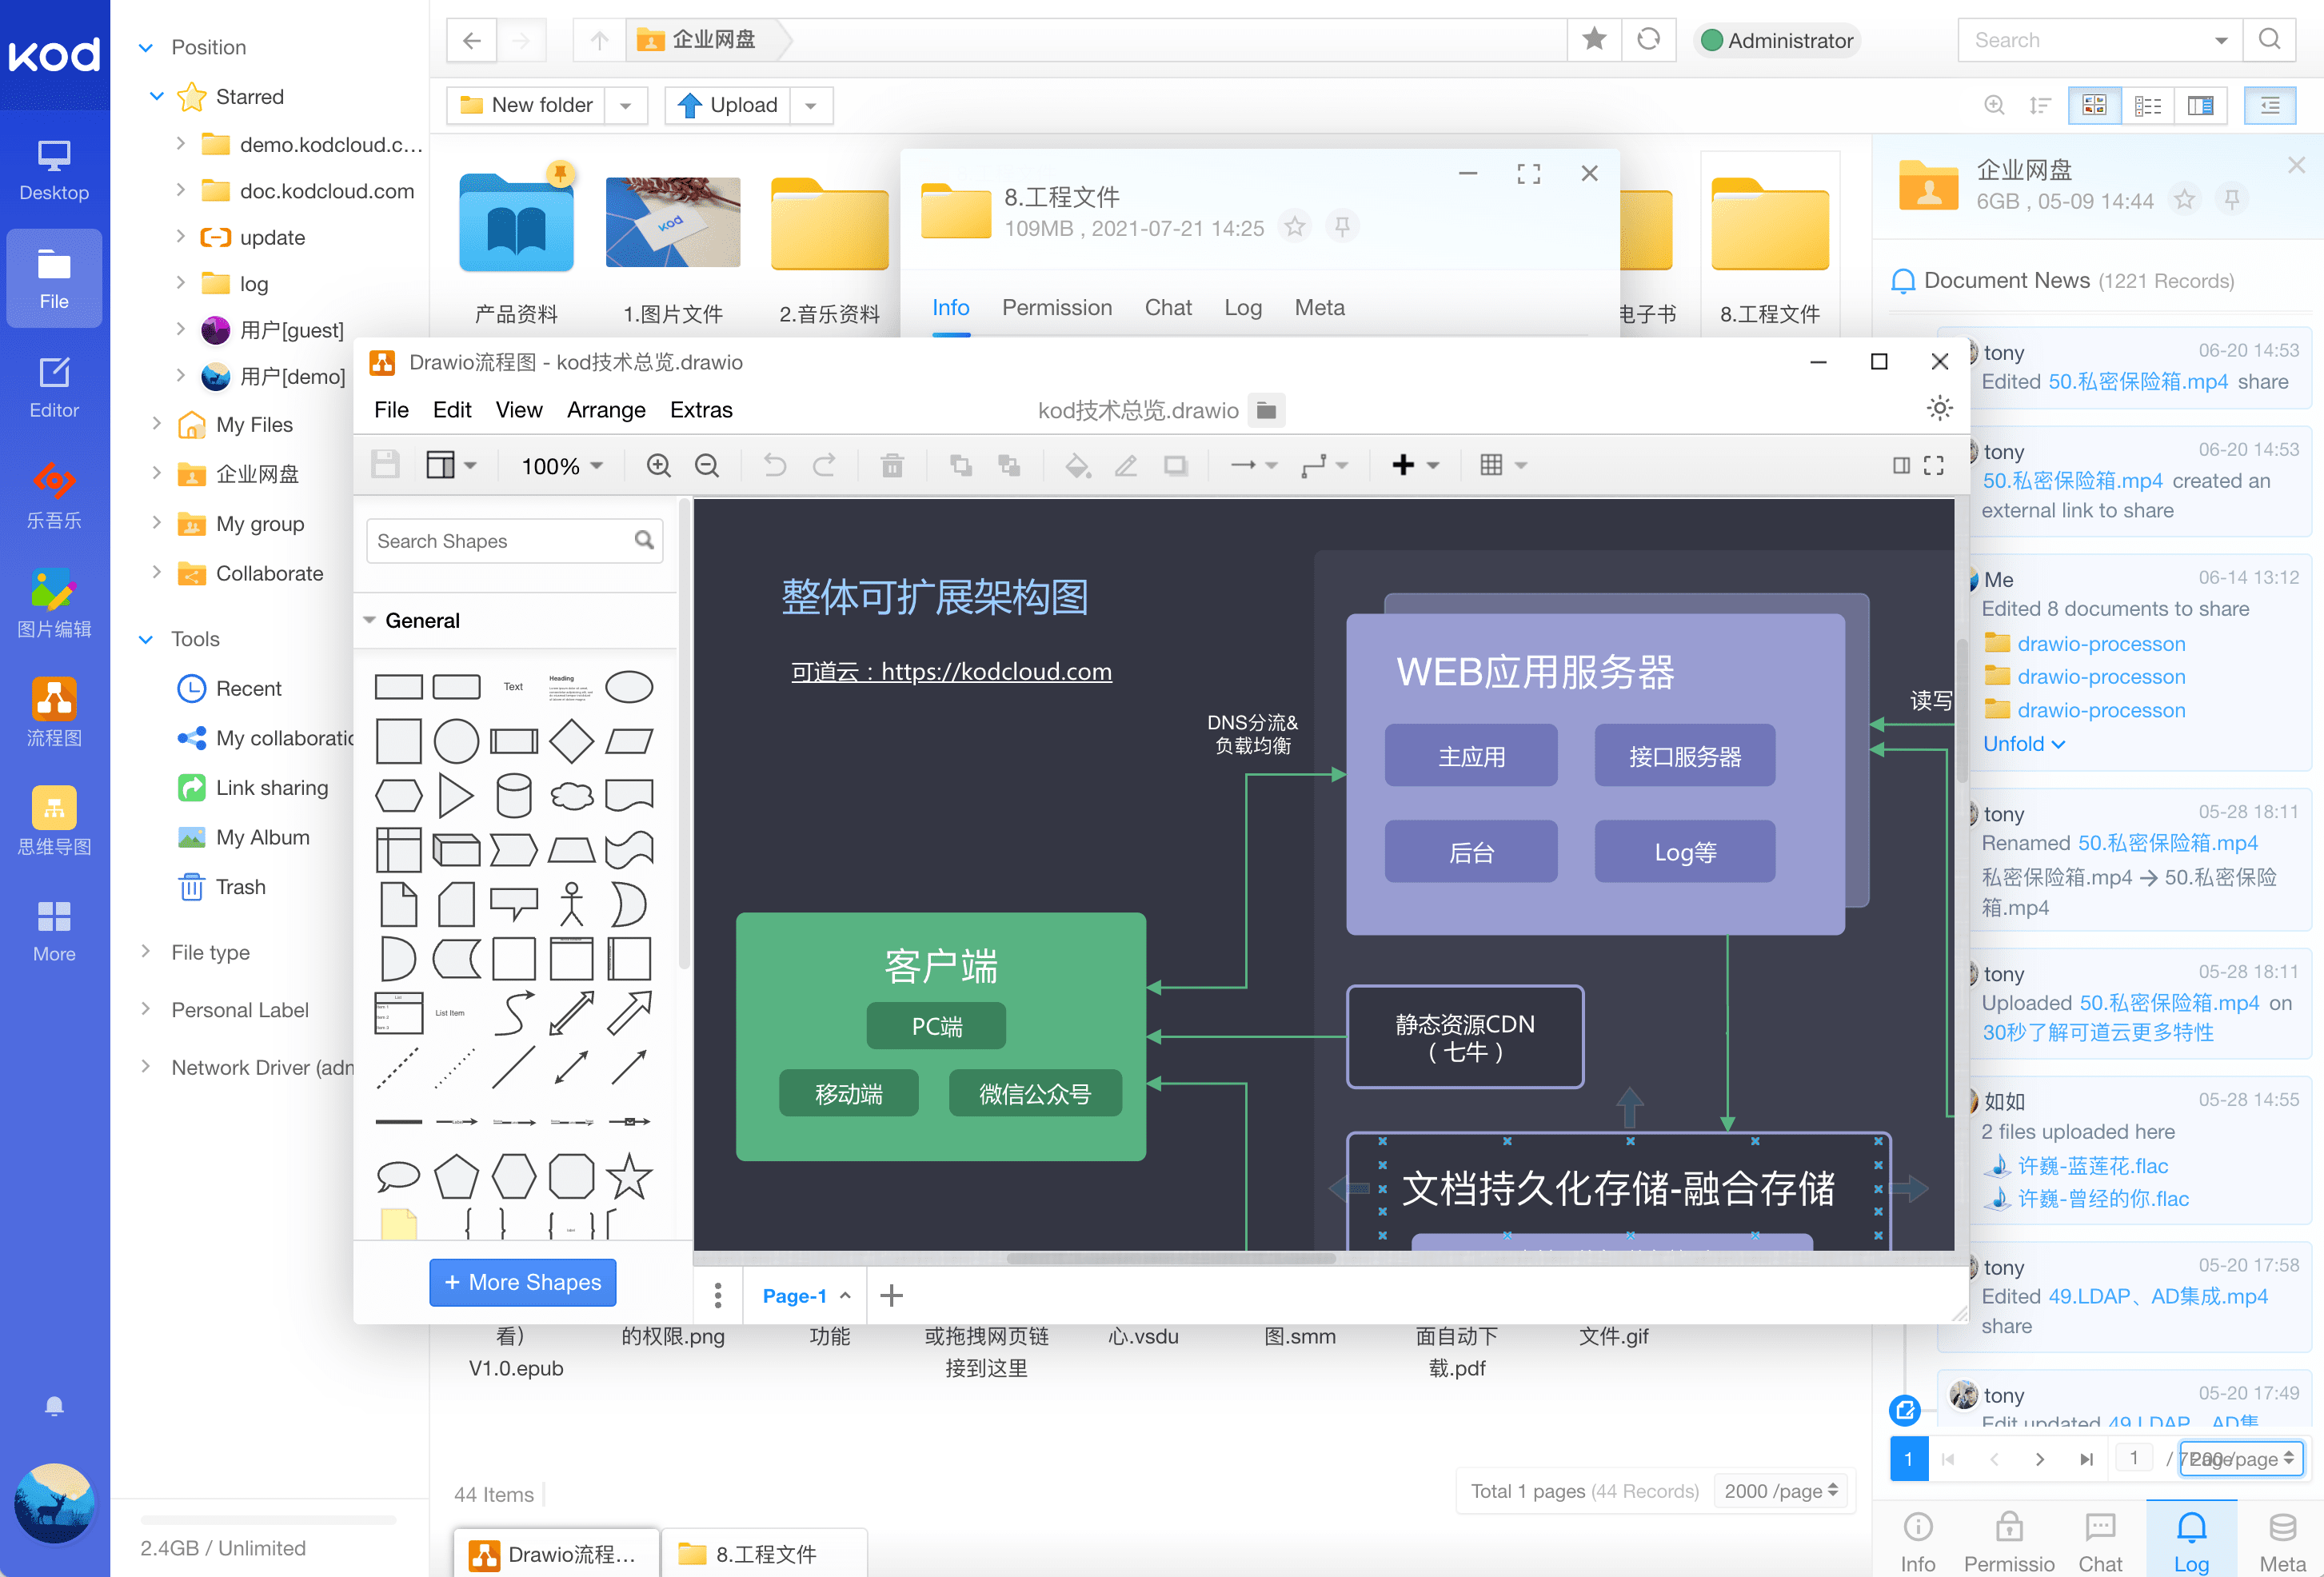 kod
Desktop
File
Editor
乐吾乐
图片编辑
流程图
思维导图
More
Position
Starred
demo.kodcloud.c...
doc.kodcloud.com
update
log
用户[guest]
用户[demo]
My Files
企业网盘
My group
Collaborate
Tools
Recent
My collaboratic
Link sharing
My Album
Trash
File type
Personal Label
Network Driver (adn
2.4GB / Unlimited
企业网盘
Administrator
Search
New folder
Upload
产品资料
kod
1.图片文件
2.音乐资料
电子书
8.工程文件
8.工程文件
109MB , 2021-07-21 14:25
Info Permission Chat Log Meta
Drawio流程图 - kod技术总览.drawio
File Edit View Arrange Extras
kod技术总览.drawio
100%
Search Shapes
General
Text
Heading
List
Item 1
Item 2
Item 3
List Item
+ More Shapes
整体可扩展架构图
可道云：https://kodcloud.com
DNS分流&
负载均衡
WEB应用服务器
主应用
接口服务器
后台
Log等
读写
客户端
PC端
移动端
微信公众号
静态资源CDN
（七牛）
文档持久化存储-融合存储
Page-1
看）
V1.0.epub
的权限.png
功能
或拖拽网页链
接到这里
心.vsdu
图.smm
面自动下
载.pdf
文件.gif
44 Items
Total 1 pages (44 Records)
2000 /page
Drawio流程...
8.工程文件
企业网盘
6GB , 05-09 14:44
Document News (1221 Records)
tony 06-20 14:53
Edited 50.私密保险箱.mp4 share
tony 06-20 14:53
50.私密保险箱.mp4 created an
external link to share
Me 06-14 13:12
Edited 8 documents to share
drawio-processon
drawio-processon
drawio-processon
Unfold
tony 05-28 18:11
Renamed 50.私密保险箱.mp4
私密保险箱.mp4 → 50.私密保险
箱.mp4
tony 05-28 18:11
Uploaded 50.私密保险箱.mp4 on
30秒了解可道云更多特性
如如 05-28 14:55
2 files uploaded here
许巍-蓝莲花.flac
许巍-曾经的你.flac
tony 05-20 17:58
Edited 49.LDAP、AD集成.mp4
share
tony 05-20 17:49
Edit updated 49.LDAP、AD集
1
1
/page
Info Permissio Chat Log Meta